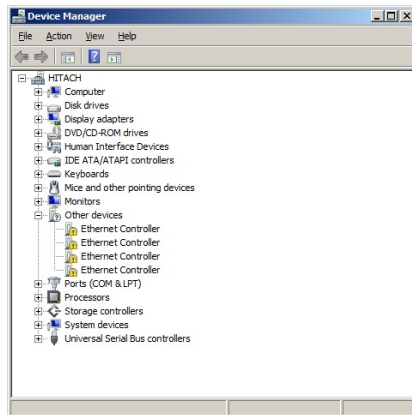 Device Manager
File Action View Help
HITACH
Computer
Disk drives
Display adapters
DVD/CD-ROM drives
Human Interface Devices
IDE ATA/ATAPI controllers
Keyboards
Mice and other pointing devices
Monitors
Other devices
Ethernet Controller
Ethernet Controller
Ethernet Controller
Ethernet Controller
Ports (COM & LPT)
Processors
Storage controllers
System devices
Universal Serial Bus controllers